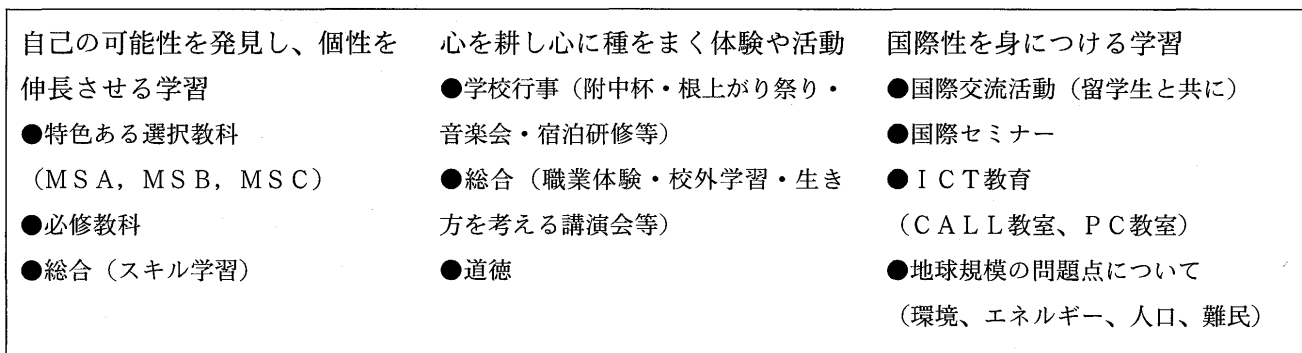 自己の可能性を発見し、個性を
伸長させる学習
●特色ある選択教科
（ＭＳＡ，ＭＳＢ，ＭＳＣ）
●必修教科
●総合（スキル学習）
心を耕し心に種をまく体験や活動
●学校行事（附中杯・根上がり祭り・
音楽会・宿泊研修等）
●総合（職業体験・校外学習・生き
方を考える講演会等）
●道徳
国際性を身につける学習
●国際交流活動（留学生と共に）
●国際セミナー
●ＩＣＴ教育
（ＣＡＬＬ教室、ＰＣ教室）
●地球規模の問題点について
（環境、エネルギー、人口、難民）